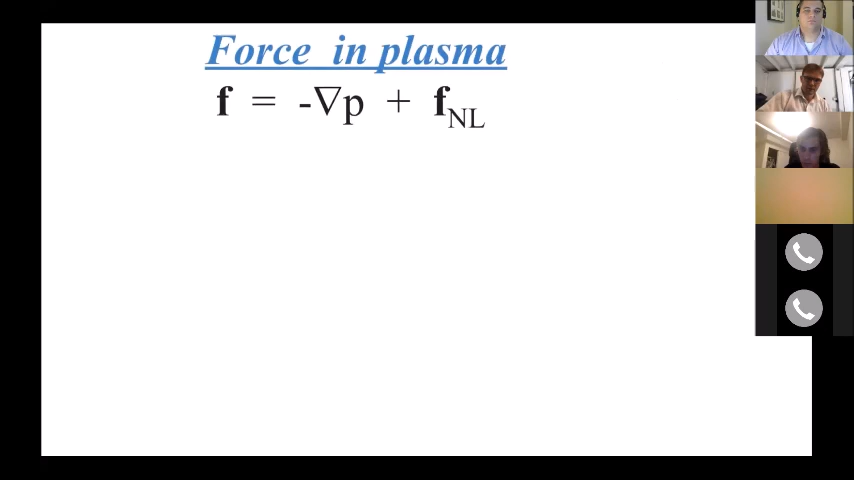 Force in plasma
f = -∇p + f_NL